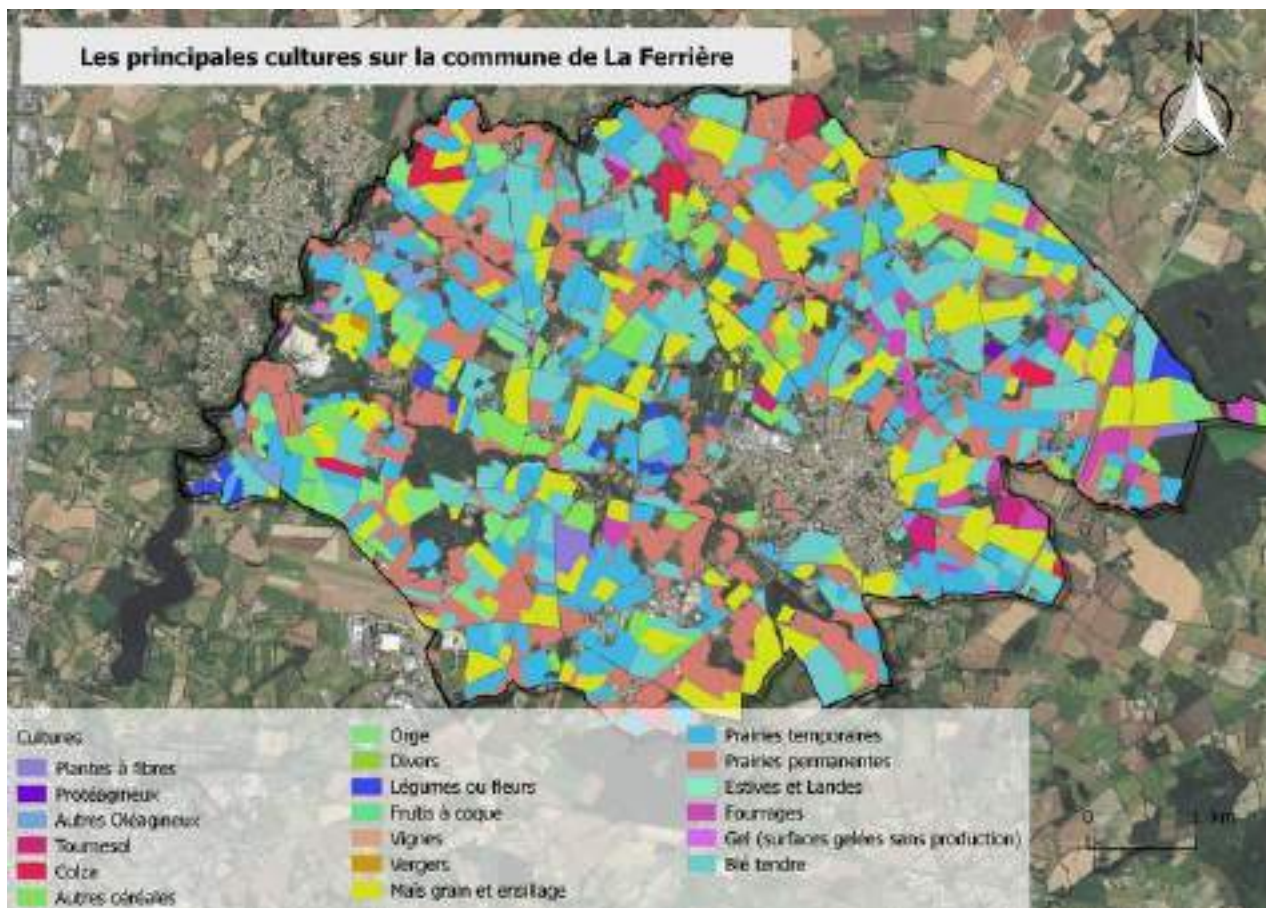 Les principales cultures sur la commune de La Ferrière
N
Cultures
Plantes à fibres
Protéagineux
Autres Oléagineux
Tournesol
Colza
Autres céréales
Orge
Divers
Légumes ou fleurs
Fruits à coque
Vignes
Vergers
Maïs grain et ensillage
Prairies temporaires
Prairies permanentes
Estives et Landes
Fourrages
Gel (surfaces gelées sans production)
Blé tendre
0 1 km